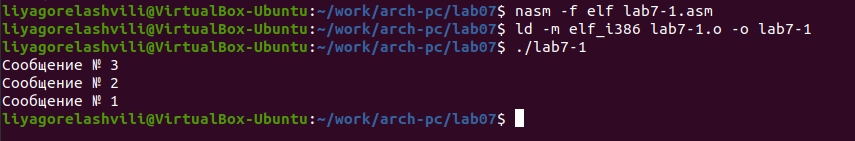 liyagorelashvili@VirtualBox-Ubuntu:~/work/arch-pc/lab07$ nasm -f elf lab7-1.asm
liyagorelashvili@VirtualBox-Ubuntu:~/work/arch-pc/lab07$ ld -m elf_i386 lab7-1.o -o lab7-1
liyagorelashvili@VirtualBox-Ubuntu:~/work/arch-pc/lab07$ ./lab7-1
Сообщение № 3
Сообщение № 2
Сообщение № 1
liyagorelashvili@VirtualBox-Ubuntu:~/work/arch-pc/lab07$